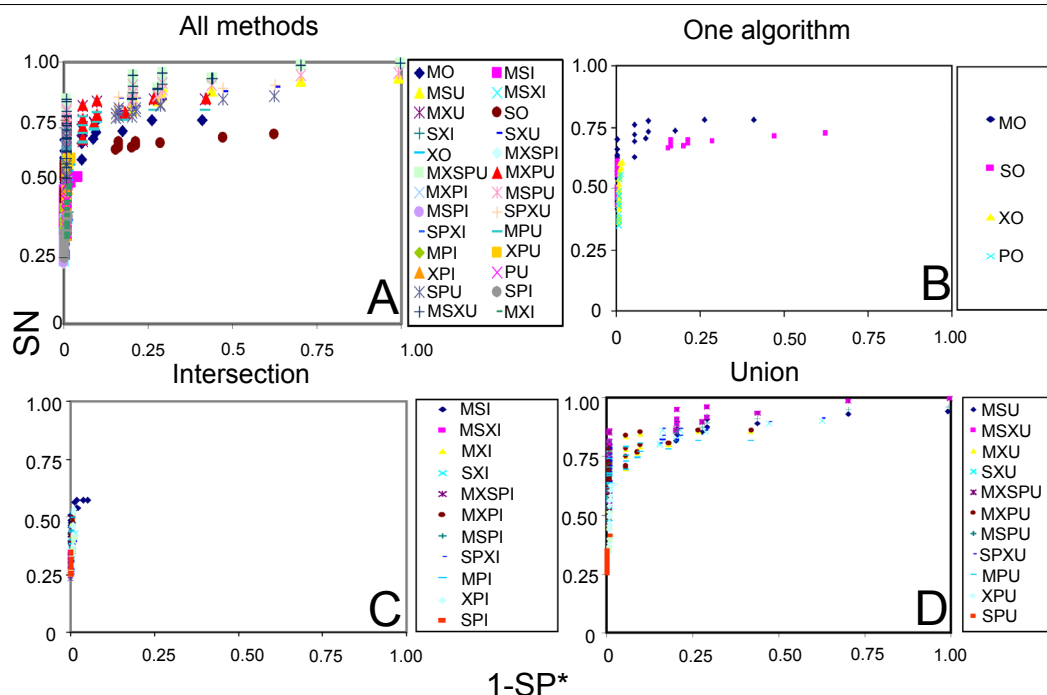 All methods
One algorithm
1.00
0.75
0.50
0.25
0
0
0.25
0.50
0.75
1.00
SN
A
MO MSI
MSU MSXI
MXU SO
SXI SXU
XO MXSPI
MXSPU MXPU
MXPI MSPU
MSPI SPXU
SPXI MPU
MPI XPU
XPI PU
SPU SPI
MSXU MXI
1.00
0.75
0.50
0.25
0
0
0.25
0.50
0.75
1.00
B
MO
SO
XO
PO
Intersection
Union
1.00
0.75
0.50
0.25
0
0
0.25
0.50
0.75
1.00
C
MSI
MSXI
MXI
SXI
MXSPI
MXPI
MSPI
SPXI
MPI
XPI
SPI
1.00
0.75
0.50
0.25
0
0
0.25
0.50
0.75
1.00
D
MSU
MSXU
MXU
SXU
MXSPU
MXPU
MSPU
SPXU
MPU
XPU
SPU
1-SP*